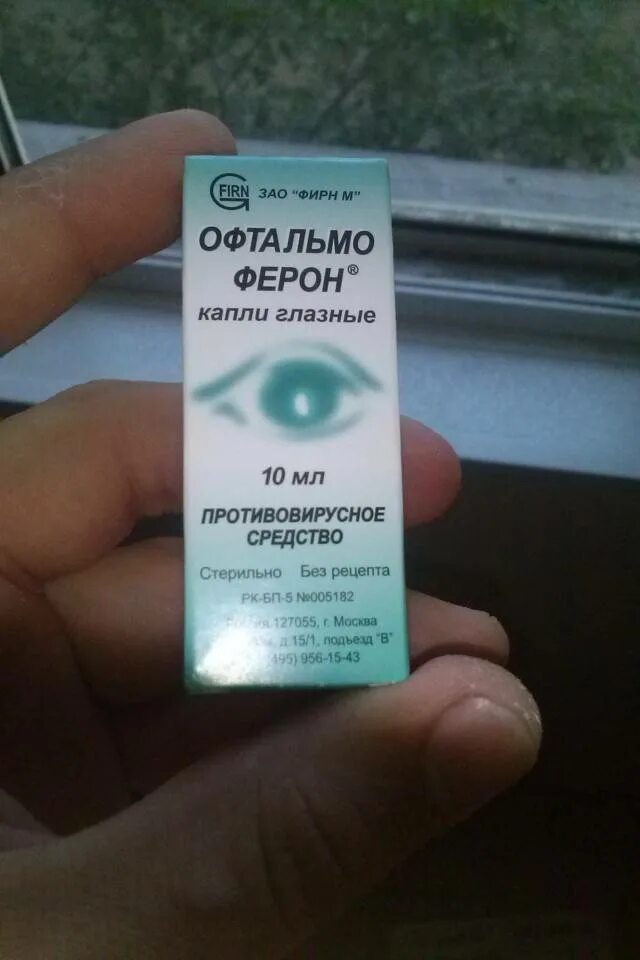 FIRN ЗАО "ФИРН М"
ОФТАЛЬМО
ФЕРОН®
капли глазные
10 мл
ПРОТИВОВИРУСНОЕ
СРЕДСТВО
Стерильно Без рецепта
РК-БП-5 №005182
127055, г. Москва
д.15/1, подъезд "В"
(495) 956-15-43